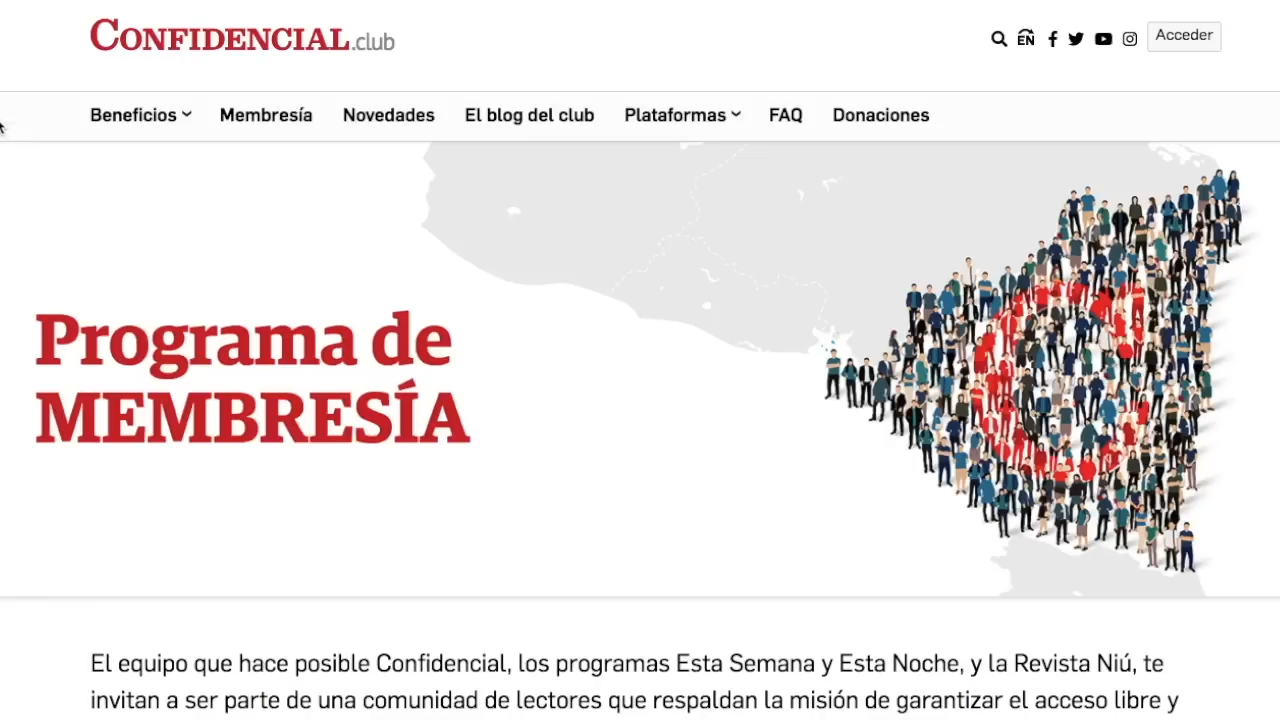 CONFIDENCIAL.club
EN
Acceder
Beneficios Membresía Novedades El blog del club Plataformas FAQ Donaciones
Programa de
MEMBRESÍA
El equipo que hace posible Confidencial, los programas Esta Semana y Esta Noche, y la Revista Niú, te
invitan a ser parte de una comunidad de lectores que respaldan la misión de garantizar el acceso libre y